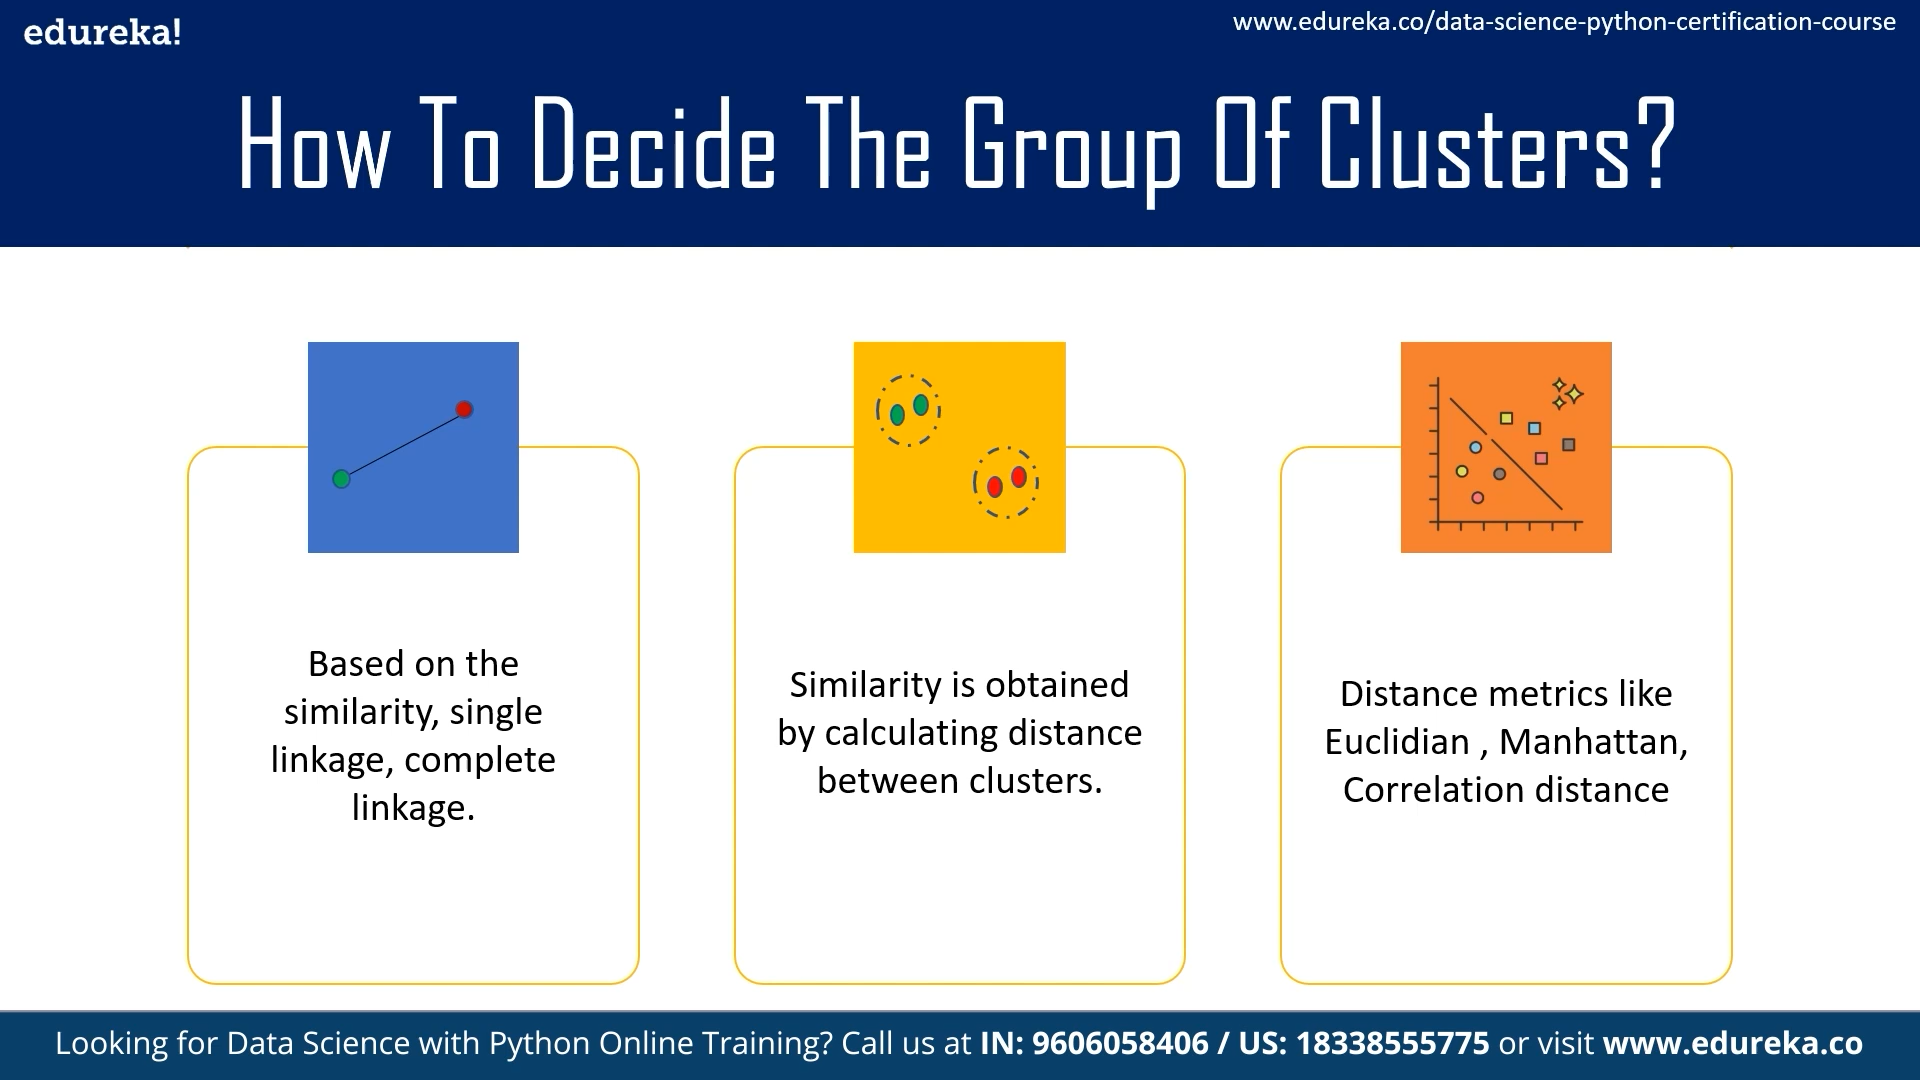 edureka!
www.edureka.co/data-science-python-certification-course
How To Decide The Group Of Clusters?
Based on the
similarity, single
linkage, complete
linkage.
Similarity is obtained
by calculating distance
between clusters.
Distance metrics like
Euclidian , Manhattan,
Correlation distance
Looking for Data Science with Python Online Training? Call us at IN: 9606058406 / US: 18338555775 or visit www.edureka.co